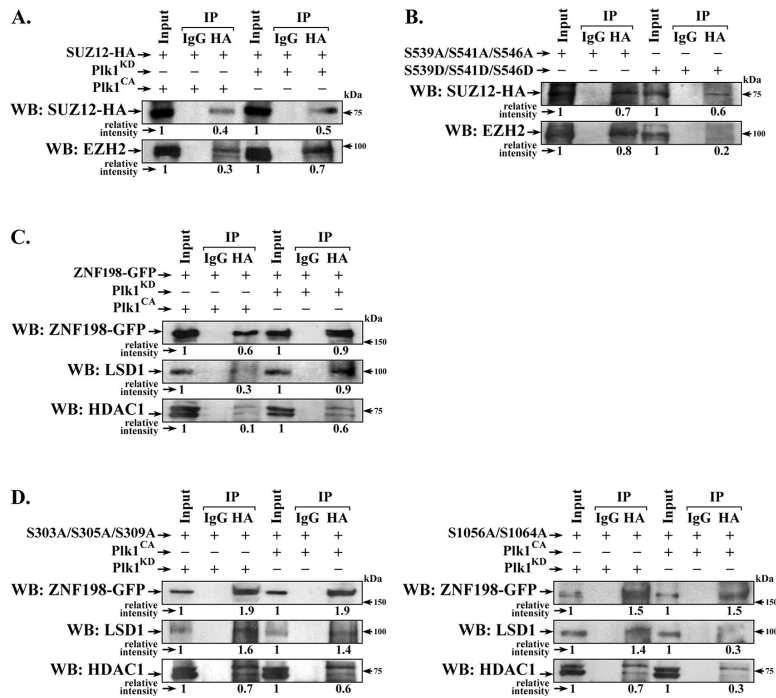 A.
Input
IP
IgG HA
SUZ12-HA + + + + + +
Plk1KD − − − + + +
Plk1CA + + + − − −
kDa
WB: SUZ12-HA
75
relative intensity 1 0.4 1 0.5
WB: EZH2
100
relative intensity 1 0.3 1 0.7
Input
IP
IgG HA
B.
Input
IP
IgG HA
Input
IP
IgG HA
S539A/S541A/S546A + + + − − −
S539D/S541D/S546D − − − + + +
kDa
WB: SUZ12-HA
75
1 0.7 1 0.6
relative intensity
WB: EZH2
100
relative intensity 1 0.8 1 0.2
C.
Input
IP
IgG HA
Input
IP
IgG HA
ZNF198-GFP + + + + + +
Plk1KD − − − + + +
Plk1CA + + + − − −
kDa
WB: ZNF198-GFP
150
relative intensity 1 0.6 1 0.9
WB: LSD1
100
relative intensity 1 0.3 1 0.9
WB: HDAC1
75
relative intensity 1 0.1 1 0.6
D.
Input
IP
IgG HA
Input
IP
IgG HA
S303A/S305A/S309A + + + + + +
Plk1CA − − − + + +
Plk1KD + + + − − −
kDa
WB: ZNF198-GFP
150
relative intensity 1 1.9 1 1.9
WB: LSD1
100
relative intensity 1 1.6 1 1.4
WB: HDAC1
75
relative intensity 1 0.7 1 0.6
Input
IP
IgG HA
Input
IP
IgG HA
S1056A/S1064A + + + + + +
Plk1CA − − − + + +
Plk1KD + + + − − −
kDa
WB: ZNF198-GFP
150
relative intensity 1 1.5 1 1.5
WB: LSD1
100
relative intensity 1 1.4 1 0.3
WB: HDAC1
75
relative intensity 1 0.7 1 0.3